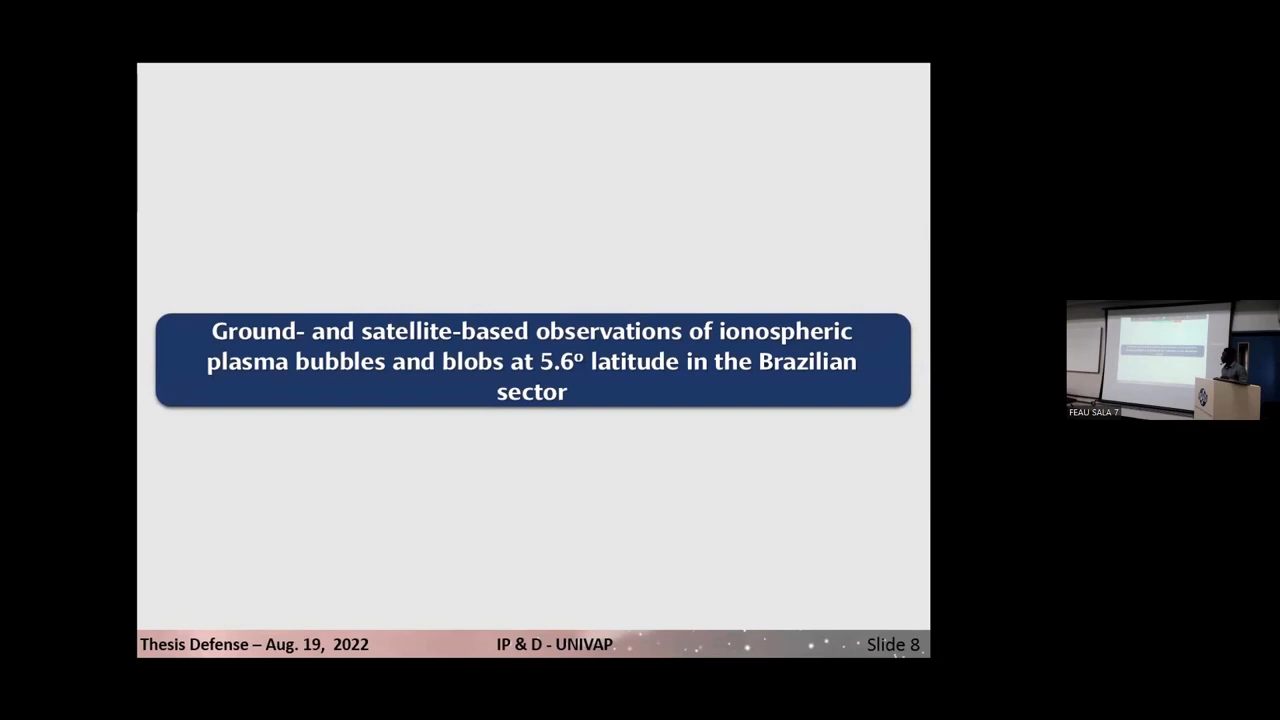 Ground- and satellite-based observations of ionospheric
plasma bubbles and blobs at 5.6º latitude in the Brazilian
sector
Thesis Defense – Aug. 19, 2022
IP & D - UNIVAP
Slide 8
FEAU SALA 7